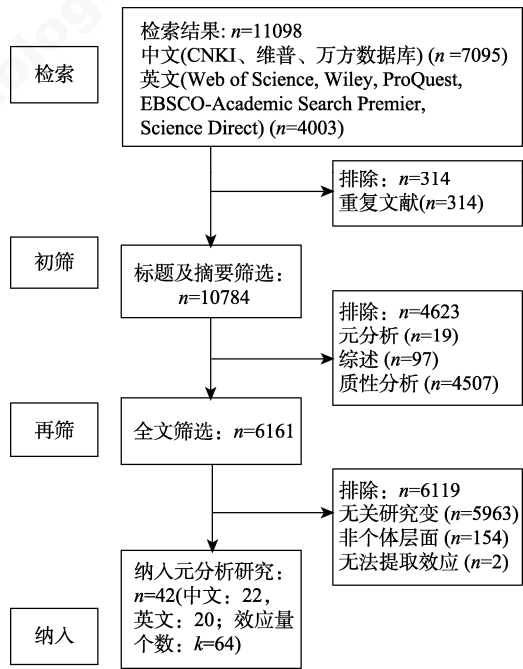 检索
检索结果: n=11098
中文(CNKI、维普、万方数据库) (n =7095)
英文(Web of Science, Wiley, ProQuest,
EBSCO-Academic Search Premier,
Science Direct) (n=4003)
排除：n=314
重复文献(n=314)
初筛
标题及摘要筛选：
n=10784
排除：n=4623
元分析 (n=19)
综述 (n=97)
质性分析 (n=4507)
再筛
全文筛选：n=6161
排除：n=6119
无关研究变 (n=5963)
非个体层面 (n=154)
无法提取效应 (n=2)
纳入
纳入元分析研究：
n=42(中文：22，
英文：20；效应量
个数：k=64)